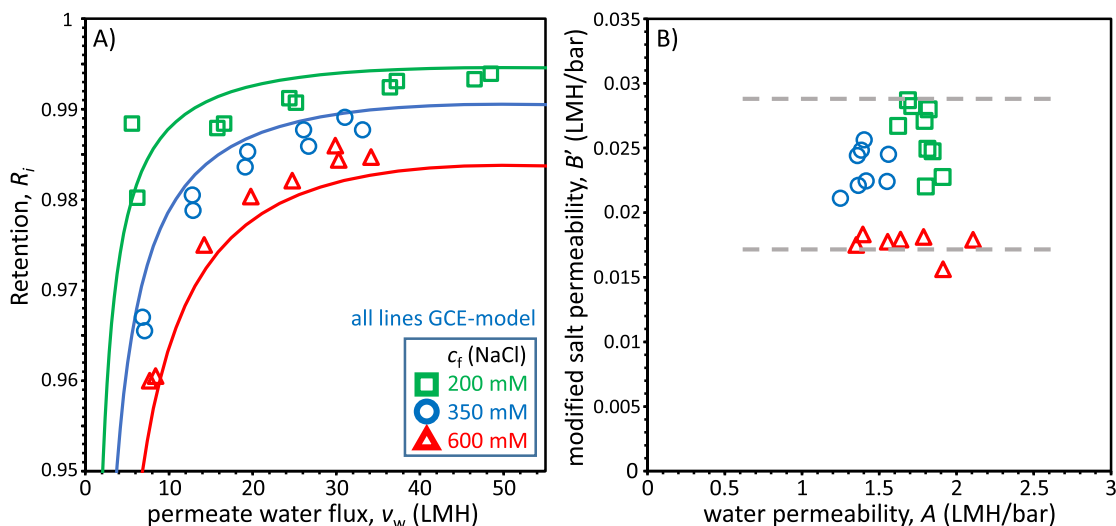 A)
Retention, Rᵢ
1
0.99
0.98
0.97
0.96
0.95
0
10
20
30
40
50
permeate water flux, v_w (LMH)
all lines GCE-model
c_f (NaCl)
200 mM
350 mM
600 mM
B)
modified salt permeability, B' (LMH/bar)
0.035
0.03
0.025
0.02
0.015
0.01
0.005
0
0
0.5
1
1.5
2
2.5
3
water permeability, A (LMH/bar)